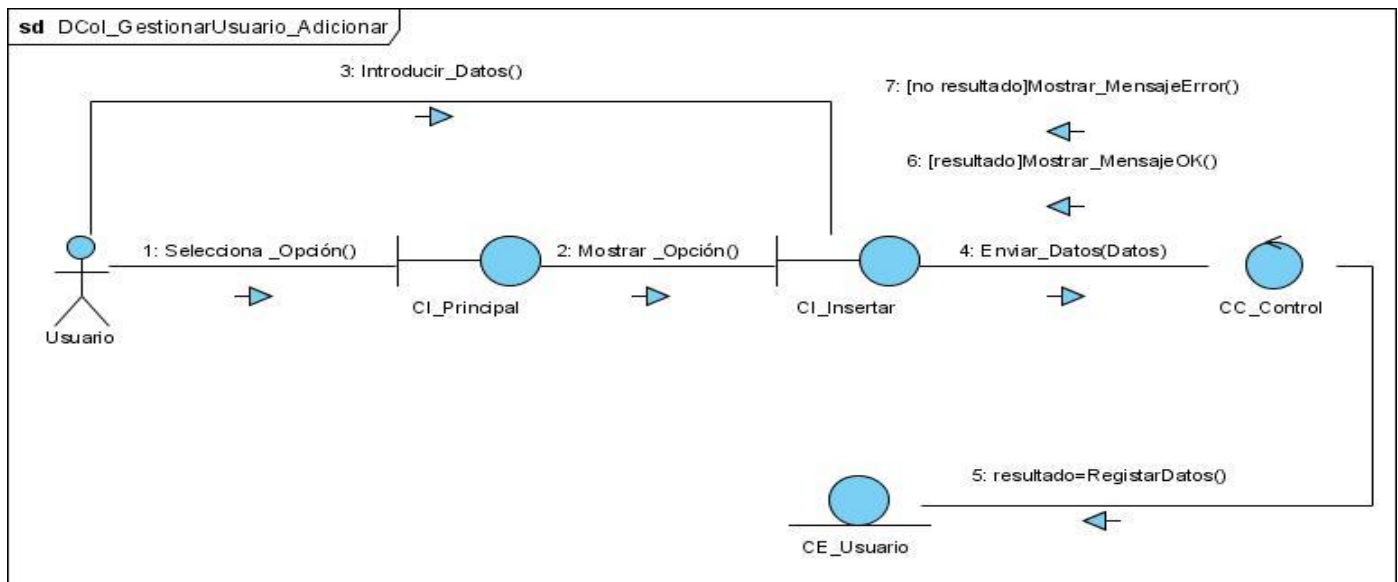 sd DCol_GestionarUsuario_Adicionar
3: Introducir_Datos()
7: [no resultado]Mostrar_MensajeError()
6: [resultado]Mostrar_MensajeOK()
1: Selecciona _Opción()
2: Mostrar _Opción()
4: Enviar_Datos(Datos)
CI_Principal
CI_Insertar
CC_Control
Usuario
5: resultado=RegistarDatos()
CE_Usuario